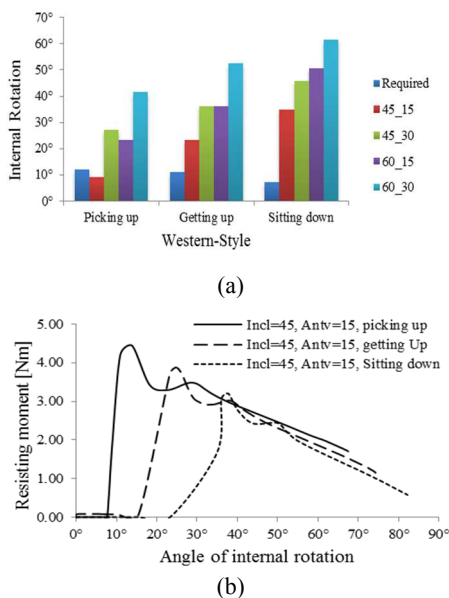 70°
60°
50°
40°
30°
20°
10°
0°
Internal Rotation
Picking up Getting up Sitting down
Western-Style
Required
45_15
45_30
60_15
60_30
(a)
5.00
4.00
3.00
2.00
1.00
0.00
Resisting moment [Nm]
Incl=45, Antv=15, picking up
Incl=45, Antv=15, getting Up
Incl=45, Antv=15, Sitting down
0° 10° 20° 30° 40° 50° 60° 70° 80° 90°
Angle of internal rotation
(b)